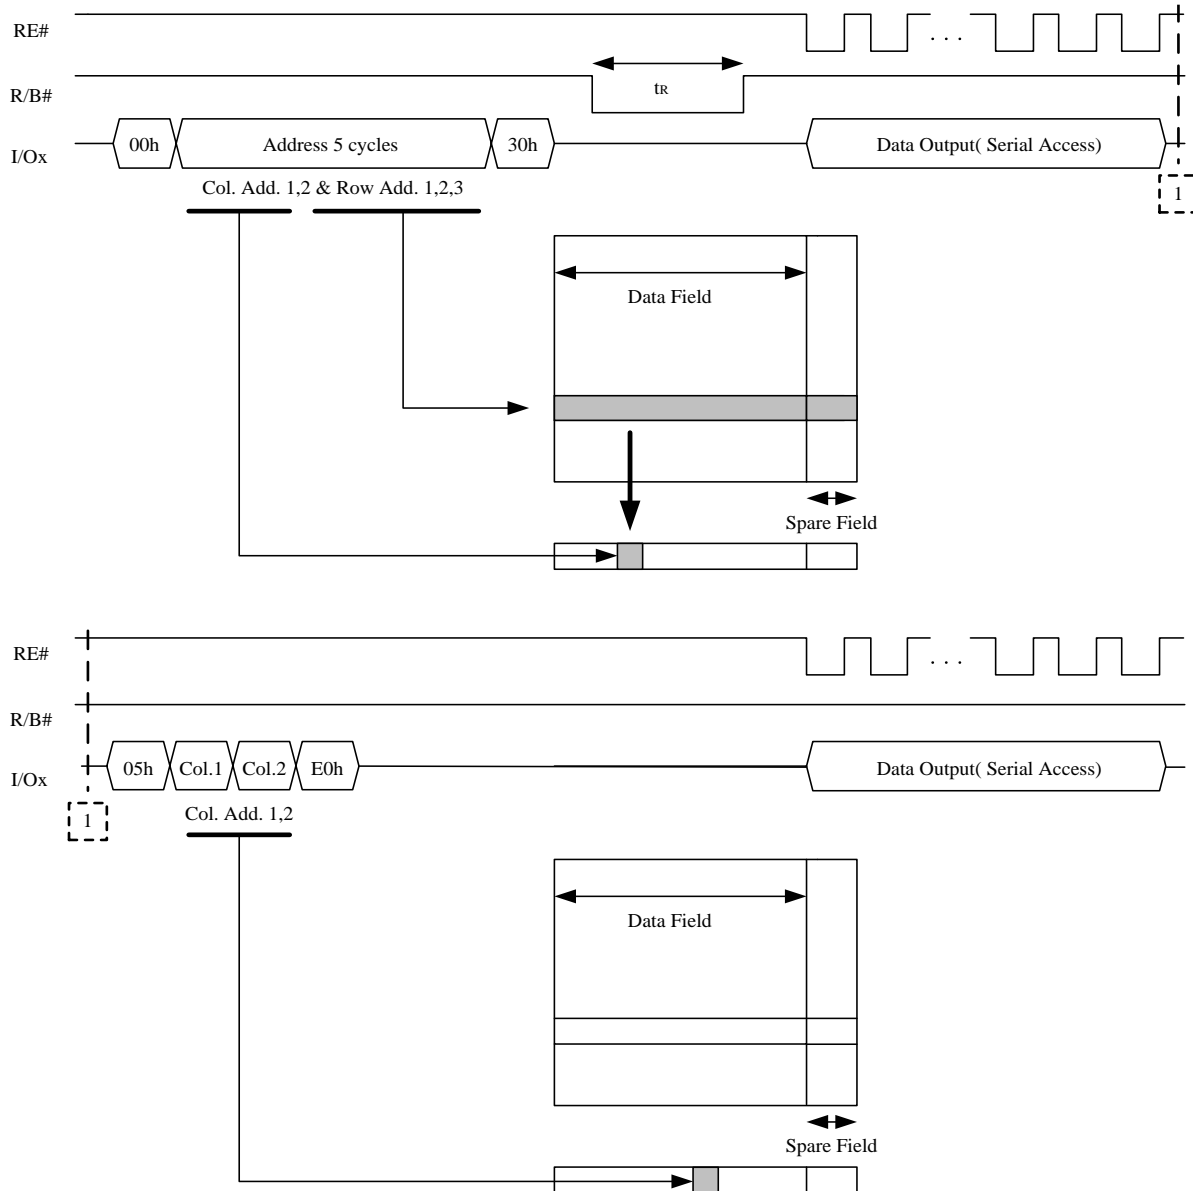 RE#
. . .
R/B#
tR
I/Ox
00h
Address 5 cycles
30h
Data Output( Serial Access)
Col. Add. 1,2 & Row Add. 1,2,3
1
Data Field
Spare Field
RE#
. . .
R/B#
I/Ox
05h
Col.1
Col.2
E0h
Data Output( Serial Access)
1
Col. Add. 1,2
Data Field
Spare Field